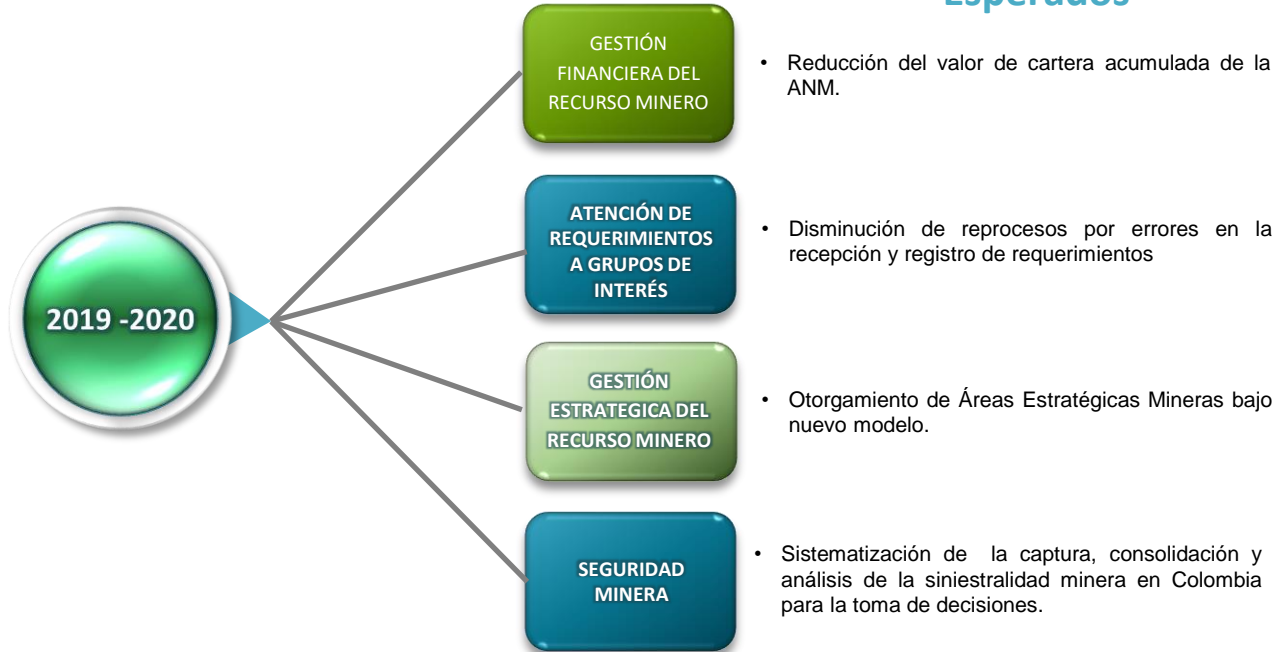 Esperados
2019 -2020
GESTIÓN
FINANCIERA DEL
RECURSO MINERO
• Reducción del valor de cartera acumulada de la
ANM.
ATENCIÓN DE
REQUERIMIENTOS
A GRUPOS DE
INTERÉS
• Disminución de reprocesos por errores en la
recepción y registro de requerimientos
GESTIÓN
ESTRATEGICA DEL
RECURSO MINERO
• Otorgamiento de Áreas Estratégicas Mineras bajo
nuevo modelo.
SEGURIDAD
MINERA
• Sistematización de la captura, consolidación y
análisis de la siniestralidad minera en Colombia
para la toma de decisiones.